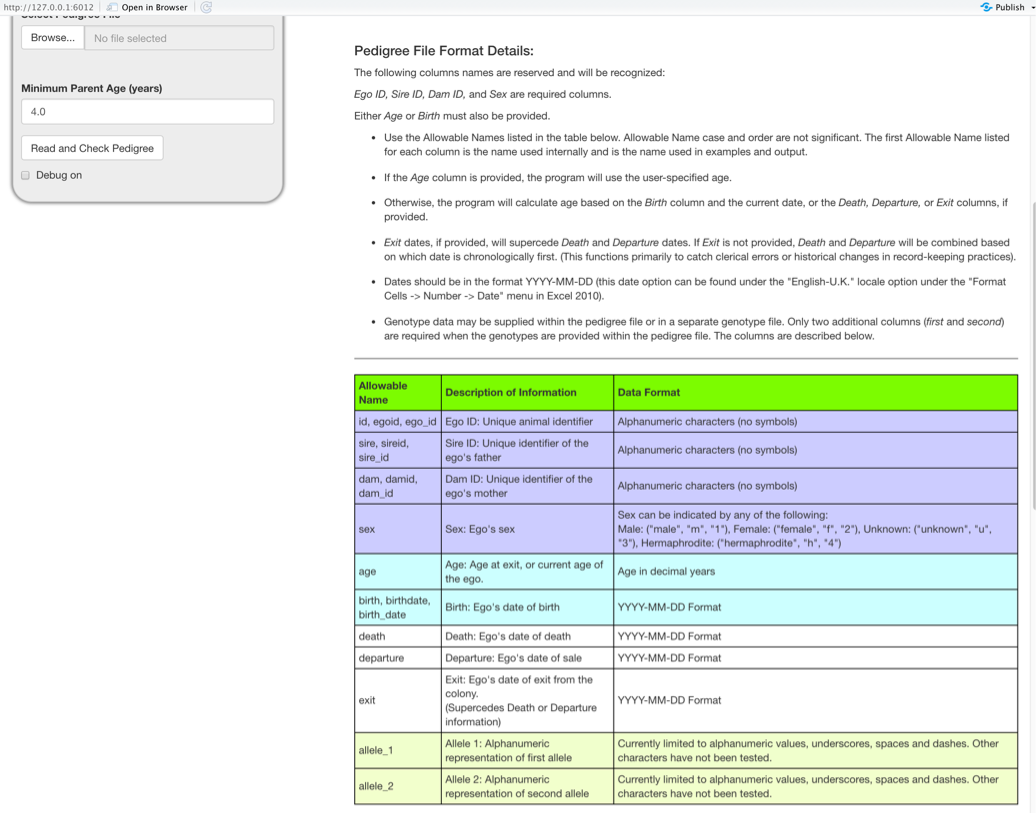 http://127.0.0.1:6012
Open in Browser
Publish
Select Pedigree File
Browse...
No file selected
Minimum Parent Age (years)
4.0
Read and Check Pedigree
Debug on
Pedigree File Format Details:
The following columns names are reserved and will be recognized:
Ego ID, Sire ID, Dam ID, and Sex are required columns.
Either Age or Birth must also be provided.
• Use the Allowable Names listed in the table below. Allowable Name case and order are not significant. The first Allowable Name listed
for each column is the name used internally and is the name used in examples and output.
• If the Age column is provided, the program will use the user-specified age.
• Otherwise, the program will calculate age based on the Birth column and the current date, or the Death, Departure, or Exit columns, if
provided.
• Exit dates, if provided, will supercede Death and Departure dates. If Exit is not provided, Death and Departure will be combined based
on which date is chronologically first. (This functions primarily to catch clerical errors or historical changes in record-keeping practices).
• Dates should be in the format YYYY-MM-DD (this date option can be found under the "English-U.K." locale option under the "Format
Cells -> Number -> Date" menu in Excel 2010).
• Genotype data may be supplied within the pedigree file or in a separate genotype file. Only two additional columns (first and second)
are required when the genotypes are provided within the pedigree file. The columns are described below.
Allowable
Name
Description of Information
Data Format
id, egoid, ego_id
Ego ID: Unique animal identifier
Alphanumeric characters (no symbols)
sire, sireid,
sire_id
Sire ID: Unique identifier of the
ego's father
Alphanumeric characters (no symbols)
dam, damid,
dam_id
Dam ID: Unique identifier of the
ego's mother
Alphanumeric characters (no symbols)
sex
Sex: Ego's sex
Sex can be indicated by any of the following:
Male: ("male", "m", "1"), Female: ("female", "f", "2"), Unknown: ("unknown", "u",
"3"), Hermaphrodite: ("hermaphrodite", "h", "4")
age
Age: Age at exit, or current age of
the ego.
Age in decimal years
birth, birthdate,
birth_date
Birth: Ego's date of birth
YYYY-MM-DD Format
death
Death: Ego's date of death
YYYY-MM-DD Format
departure
Departure: Ego's date of sale
YYYY-MM-DD Format
exit
Exit: Ego's date of exit from the
colony.
(Supercedes Death or Departure
information)
YYYY-MM-DD Format
allele_1
Allele 1: Alphanumeric
representation of first allele
Currently limited to alphanumeric values, underscores, spaces and dashes. Other
characters have not been tested.
allele_2
Allele 2: Alphanumeric
representation of second allele
Currently limited to alphanumeric values, underscores, spaces and dashes. Other
characters have not been tested.